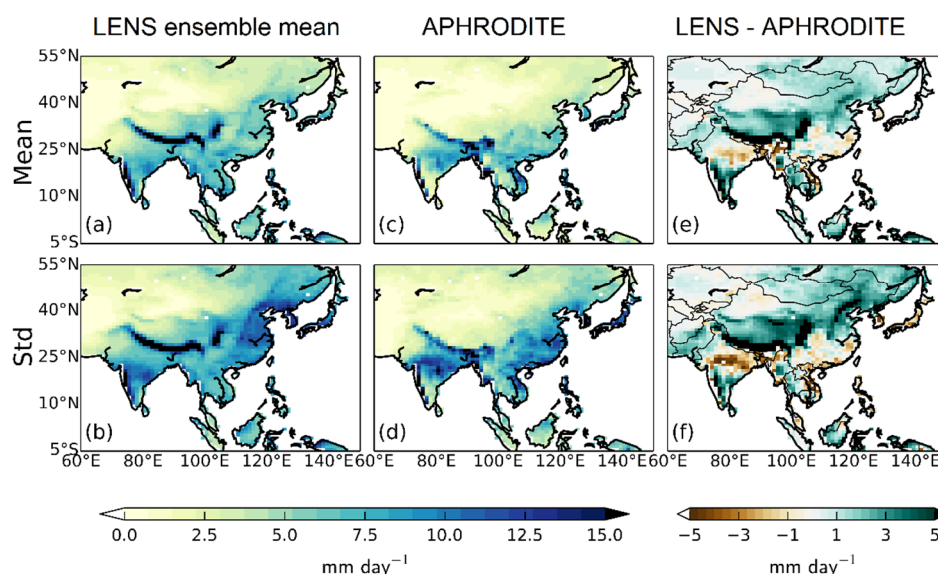 LENS ensemble mean APHRODITE LENS - APHRODITE
55°N
40°N
25°N
10°N
5°S
Mean
(a) (c) (e)
55°N
40°N
25°N
10°N
5°S
Std
(b) (d) (f)
60°E 80°E 100°E 120°E 140°E60°E 80°E 100°E 120°E 140°E60°E 80°E 100°E 120°E 140°E
0.0 2.5 5.0 7.5 10.0 12.5 15.0 −5 −3 −1 1 3 5
mm day⁻¹ mm day⁻¹